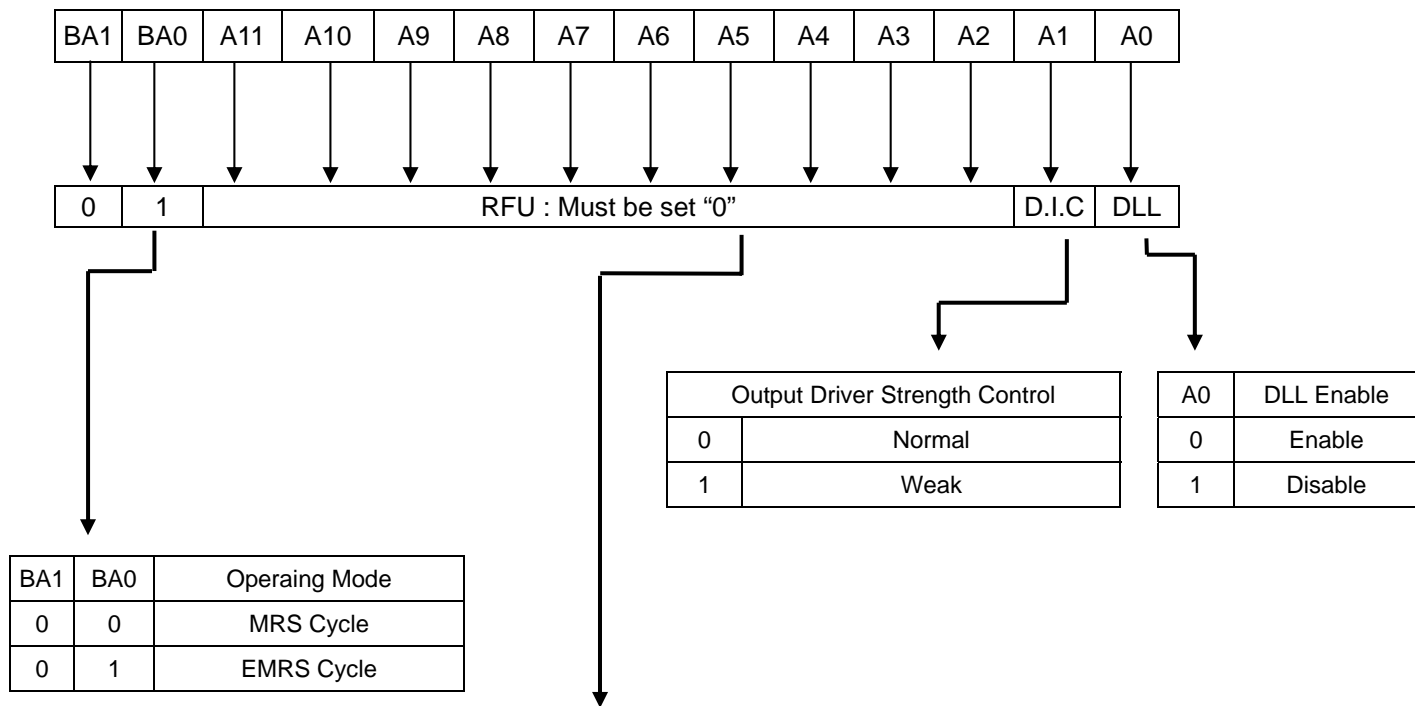 BA1 BA0 A11 A10 A9 A8 A7 A6 A5 A4 A3 A2 A1 A0
0 1 RFU : Must be set “0” D.I.C DLL
Output Driver Strength Control
0 Normal
1 Weak
A0 DLL Enable
0 Enable
1 Disable
BA1 BA0 Operaing Mode
0 0 MRS Cycle
0 1 EMRS Cycle